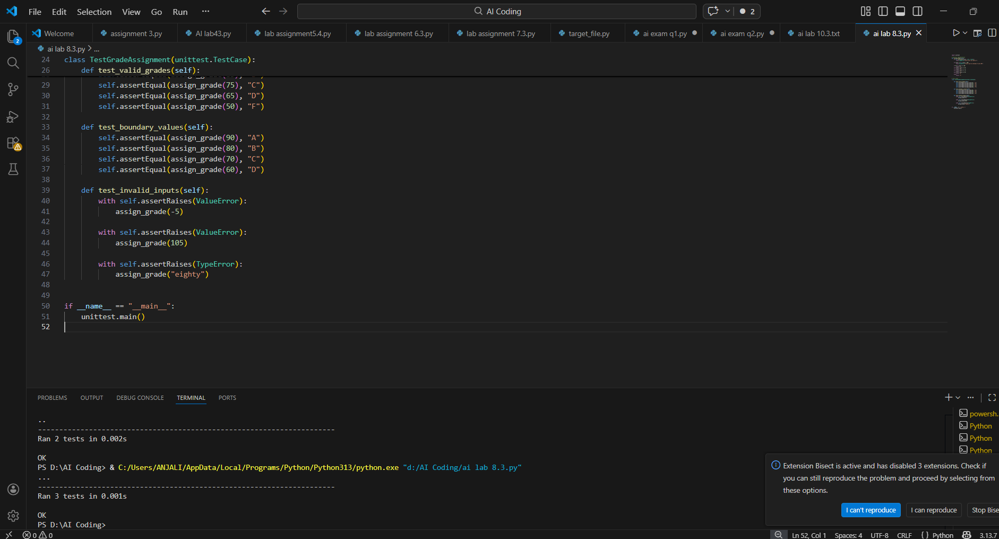 File Edit Selection View Go Run ··· AI Coding 2
Welcome assignment 3.py AI lab43.py lab assignment5.4.py lab assignment 6.3.py lab assignment 7.3.py target_file.py ai exam q1.py ai exam q2.py ai lab 10.3.txt ai lab 8.3.py
2
ai lab 8.3.py > ...
24 class TestGradeAssignment(unittest.TestCase):
26 def test_valid_grades(self):
29 self.assertEqual(assign_grade(75), "C")
30 self.assertEqual(assign_grade(65), "D")
31 self.assertEqual(assign_grade(50), "F")
32
33 def test_boundary_values(self):
34 self.assertEqual(assign_grade(90), "A")
35 self.assertEqual(assign_grade(80), "B")
36 self.assertEqual(assign_grade(70), "C")
37 self.assertEqual(assign_grade(60), "D")
38
39 def test_invalid_inputs(self):
40 with self.assertRaises(ValueError):
41 assign_grade(-5)
42
43 with self.assertRaises(ValueError):
44 assign_grade(105)
45
46 with self.assertRaises(TypeError):
47 assign_grade("eighty")
48
49
50 if __name__ == "__main__":
51 unittest.main()
52
PROBLEMS OUTPUT DEBUG CONSOLE TERMINAL PORTS
..
----------------------------------------------------------------------
Ran 2 tests in 0.002s
OK
PS D:\AI Coding> & C:/Users/ANJALI/AppData/Local/Programs/Python/Python313/python.exe "d:/AI Coding/ai lab 8.3.py"
...
----------------------------------------------------------------------
Ran 3 tests in 0.001s
OK
PS D:\AI Coding>
powersh.
Python
Python
Python
Extension Bisect is active and has disabled 3 extensions. Check if
you can still reproduce the problem and proceed by selecting from
these options.
I can't reproduce I can reproduce Stop Bise
0 0 Ln 52, Col 1 Spaces: 4 UTF-8 CRLF { } Python 3.13.7